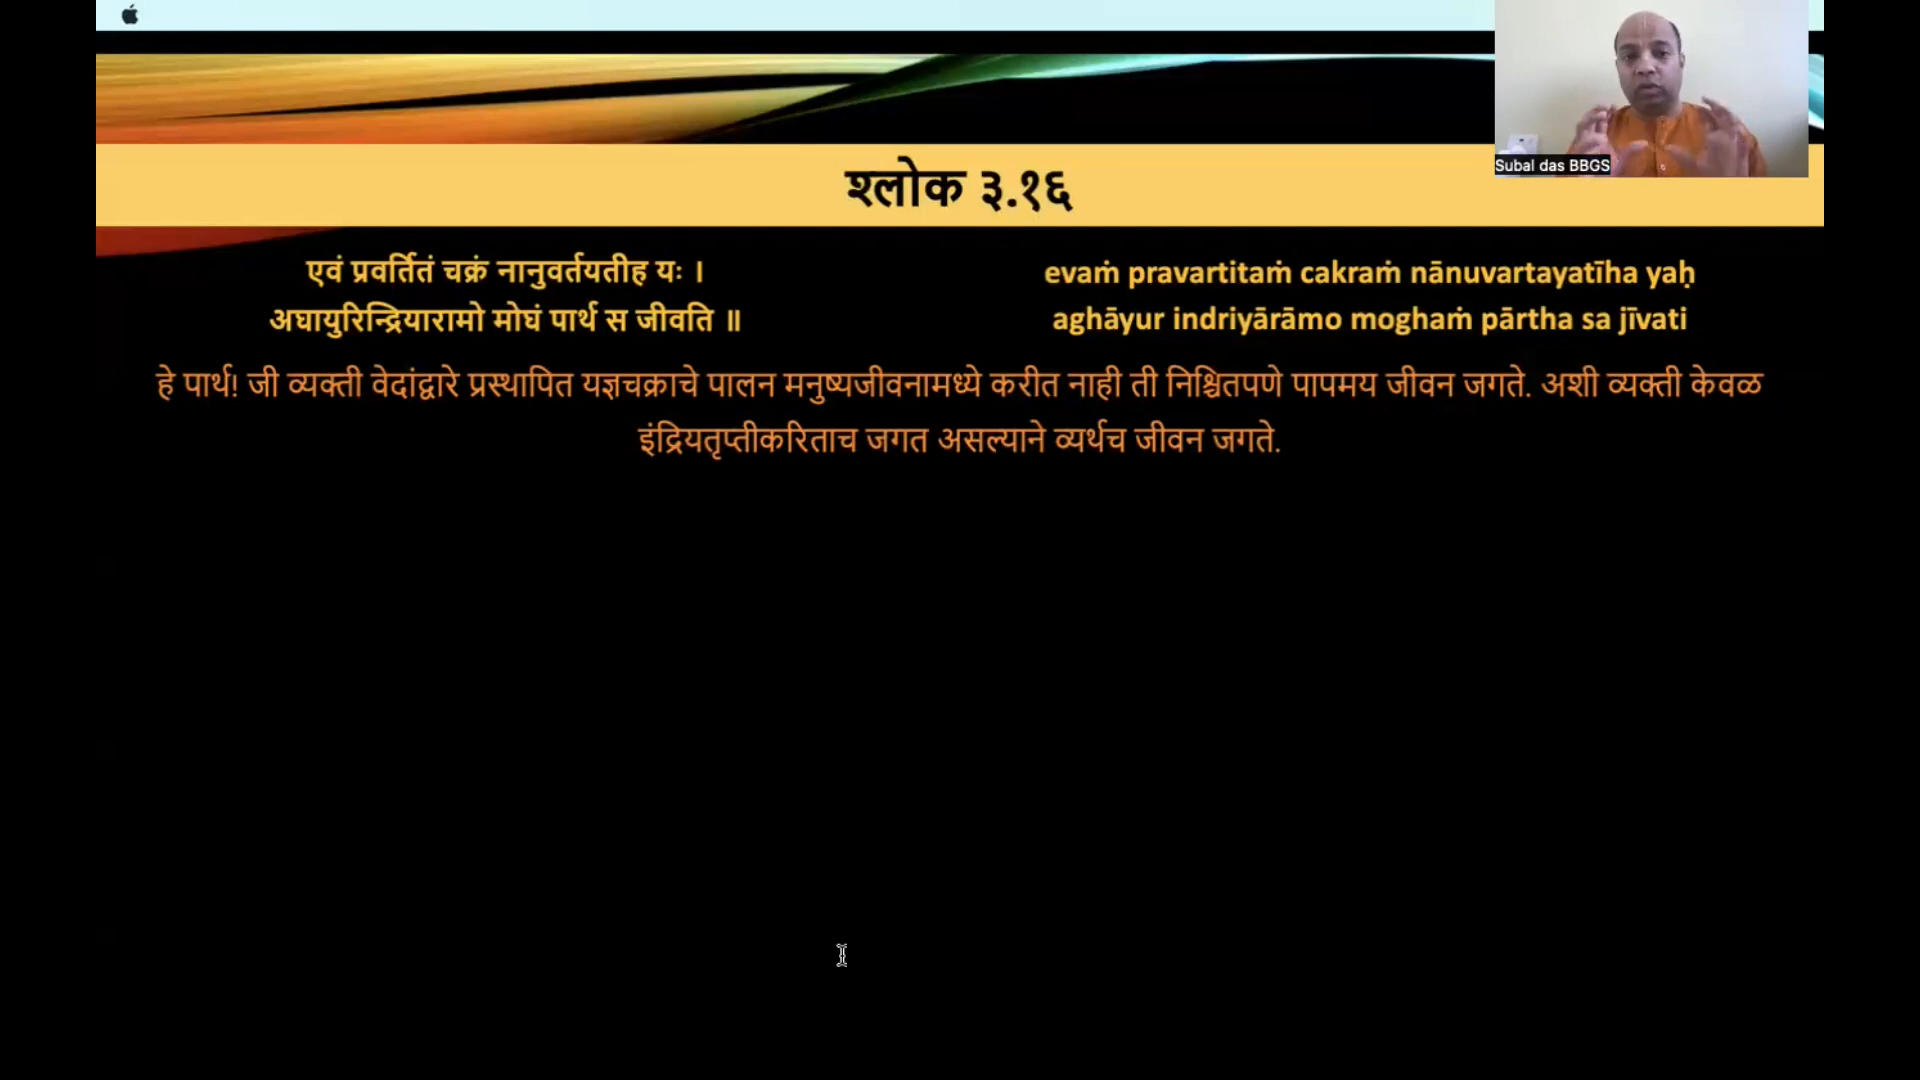 Subal das BBGS
श्लोक ३.१६
एवं प्रवर्तितं चक्रं नानुवर्तयतीह यः ।
अघायुरिन्द्रियारामो मोघं पार्थ स जीवति ॥
evaṁ pravartitaṁ cakraṁ nānuvartayatīha yaḥ
aghāyur indriyārāmo moghaṁ pārtha sa jīvati
हे पार्थ! जी व्यक्ती वेदांद्वारे प्रस्थापित यज्ञचक्राचे पालन मनुष्यजीवनामध्ये करीत नाही ती निश्चितपणे पापमय जीवन जगते. अशी व्यक्ती केवळ
इंद्रियतृप्तीकरिताच जगत असल्याने व्यर्थच जीवन जगते.